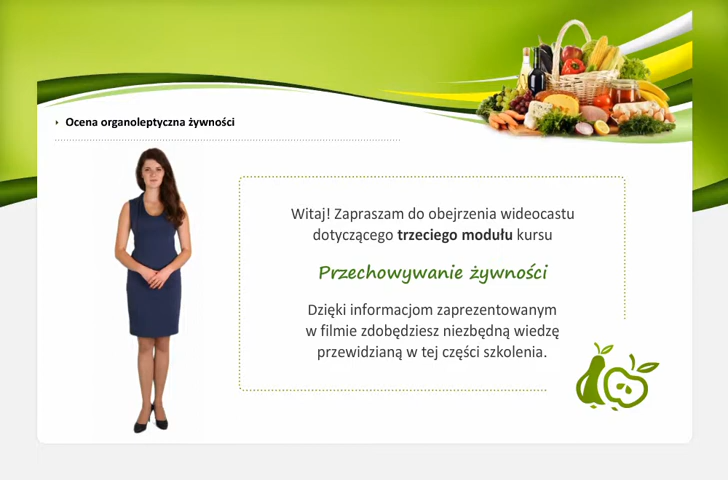 Ocena organoleptyczna żywności
Witaj! Zapraszam do obejrzenia wideocastu
dotyczącego trzeciego modułu kursu
Przechowywanie żywności
Dzięki informacjom zaprezentowanym
w filmie zdobędziesz niezbędną wiedzę
przewidzianą w tej części szkolenia.